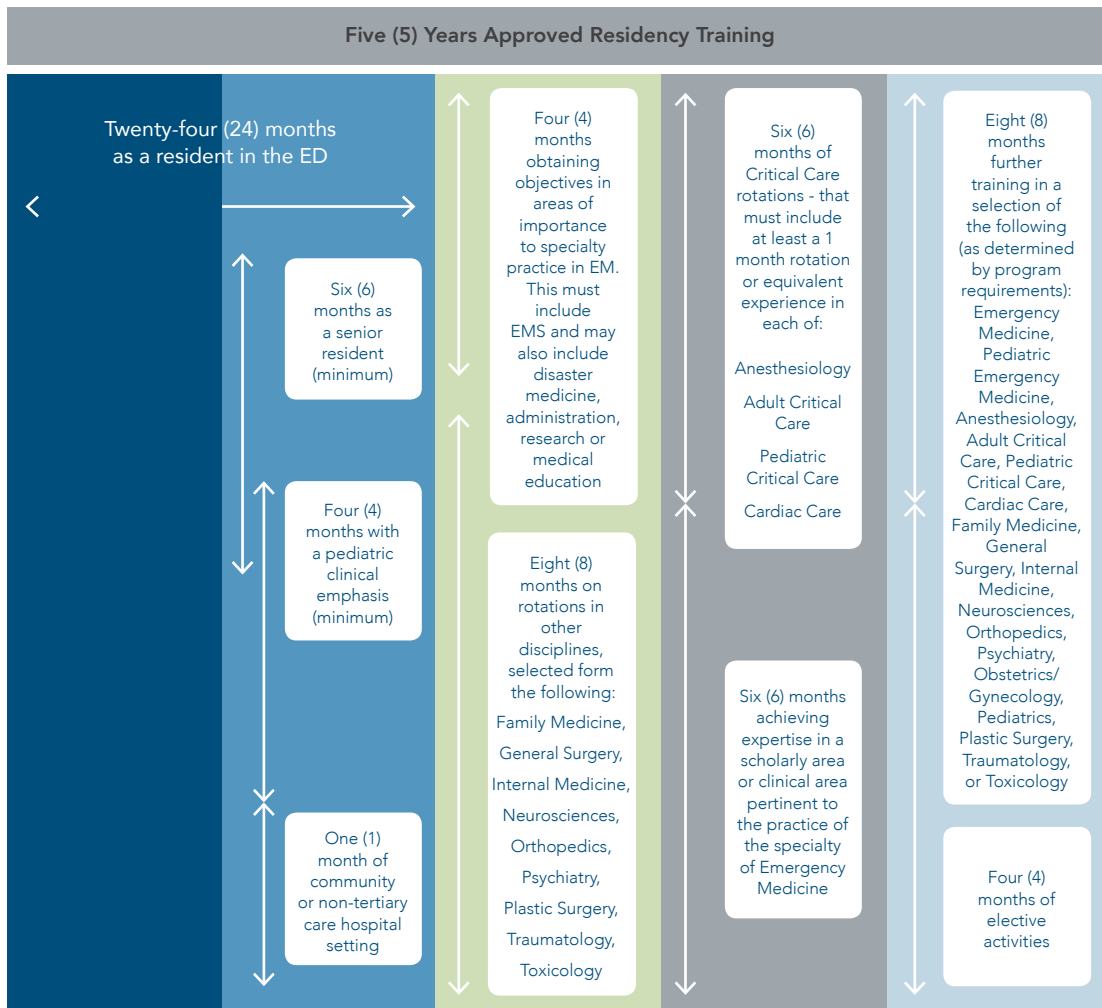 Five (5) Years Approved Residency Training
Twenty-four (24) months
as a resident in the ED
Six (6)
months as
a senior
resident
(minimum)
Four (4)
months with
a pediatric
clinical
emphasis
(minimum)
One (1)
month of
community
or non-tertiary
care hospital
setting
Four (4)
months
obtaining
objectives in
areas of
importance
to specialty
practice in EM.
This must
include
EMS and may
also include
disaster
medicine,
administration,
research or
medical
education
Eight (8)
months on
rotations in
other
disciplines,
selected form
the following:
Family Medicine,
General Surgery,
Internal Medicine,
Neurosciences,
Orthopedics,
Psychiatry,
Plastic Surgery,
Traumatology,
Toxicology
Six (6)
months of
Critical Care
rotations - that
must include
at least a 1
month rotation
or equivalent
experience in
each of:
Anesthesiology
Adult Critical
Care
Pediatric
Critical Care
Cardiac Care
Six (6) months
achieving
expertise in a
scholarly area
or clinical area
pertinent to
the practice of
the specialty
of Emergency
Medicine
Eight (8)
months
further
training in a
selection of
the following
(as determined
by program
requirements):
Emergency
Medicine,
Pediatric
Emergency
Medicine,
Anesthesiology,
Adult Critical
Care, Pediatric
Critical Care,
Cardiac Care,
Family Medicine,
General
Surgery, Internal
Medicine,
Neurosciences,
Orthopedics,
Psychiatry,
Obstetrics/
Gynecology,
Pediatrics,
Plastic Surgery,
Traumatology,
or Toxicology
Four (4)
months of
elective
activities